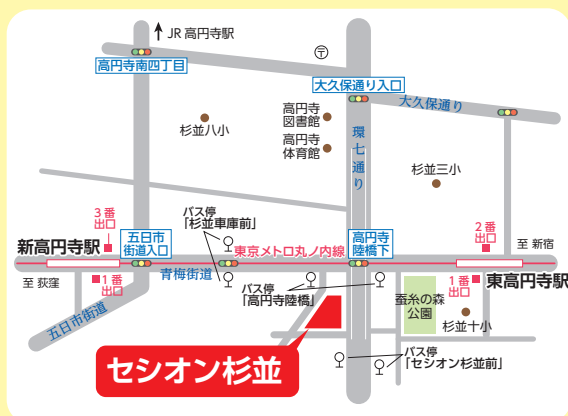 JR 高円寺駅
高円寺南四丁目
〒
大久保通り入口
大久保通り
高円寺
図書館
高円寺
体育館
杉並八小
環七通り
杉並三小
3番
出口
バス停
「杉並車庫前」
2番
出口
新高円寺駅
五日市
街道入口
東京メトロ丸ノ内線
高円寺
陸橋下
至 新宿
至 荻窪
1番
出口
青梅街道
バス停
「高円寺陸橋」
蚕糸の森
公園
1番
出口
東高円寺駅
杉並十小
五日市街道
セシオン杉並
バス停
「セシオン杉並前」